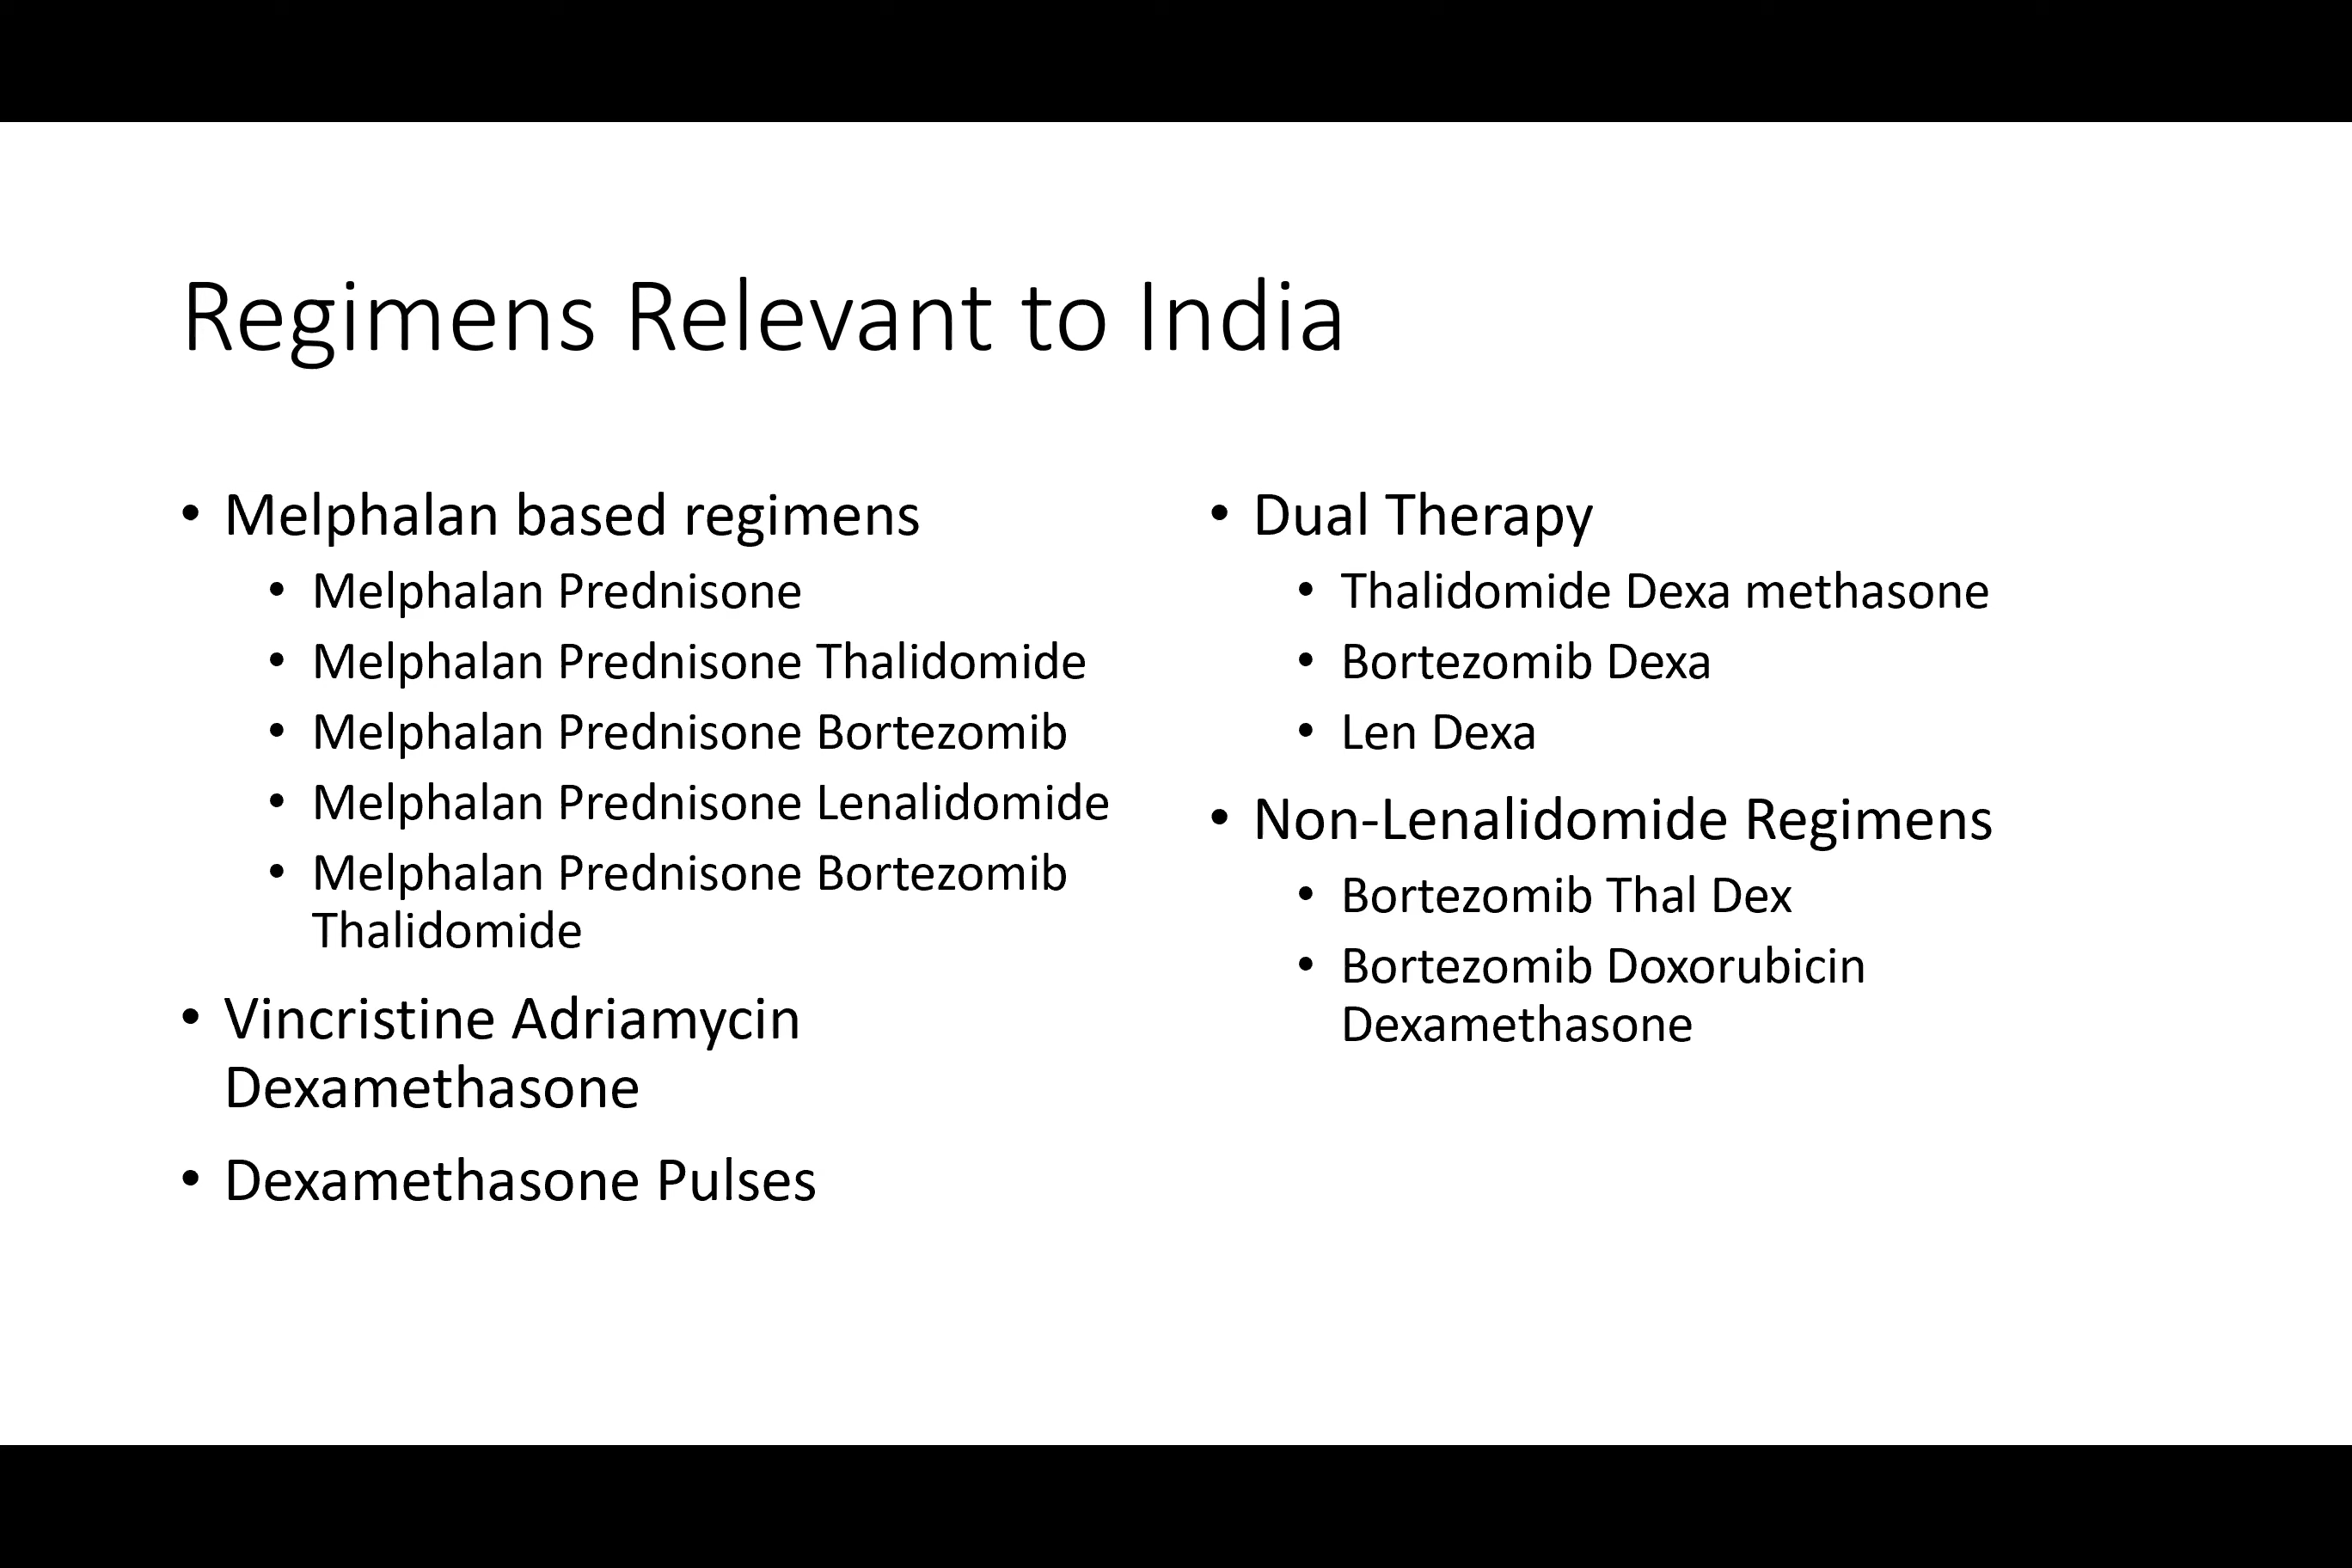 Regimens Relevant to India
• Melphalan based regimens
• Melphalan Prednisone
• Melphalan Prednisone Thalidomide
• Melphalan Prednisone Bortezomib
• Melphalan Prednisone Lenalidomide
• Melphalan Prednisone Bortezomib
Thalidomide
• Vincristine Adriamycin
Dexamethasone
• Dexamethasone Pulses
• Dual Therapy
• Thalidomide Dexa methasone
• Bortezomib Dexa
• Len Dexa
• Non-Lenalidomide Regimens
• Bortezomib Thal Dex
• Bortezomib Doxorubicin
Dexamethasone